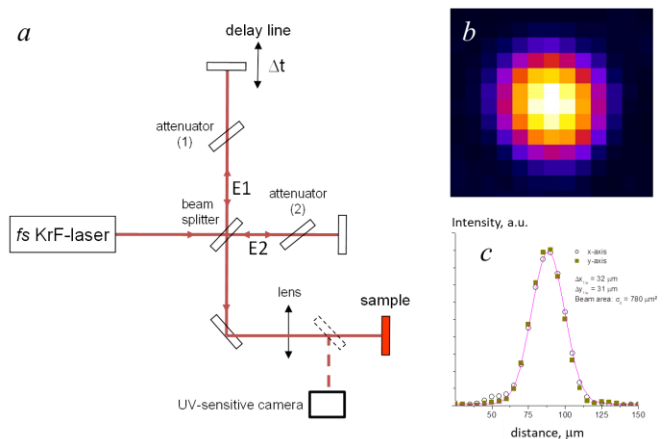 a
delay line
Δt
attenuator
(1)
E1
beam
splitter
attenuator
(2)
fs KrF-laser
E2
lens
sample
UV-sensitive camera
b
Intensity, a.u.
c
x-axis
y-axis
Δx₁/ₑ = 32 μm
Δy₁/ₑ = 31 μm
Beam area: = 780 μm²
50
75
100
125
150
distance, μm